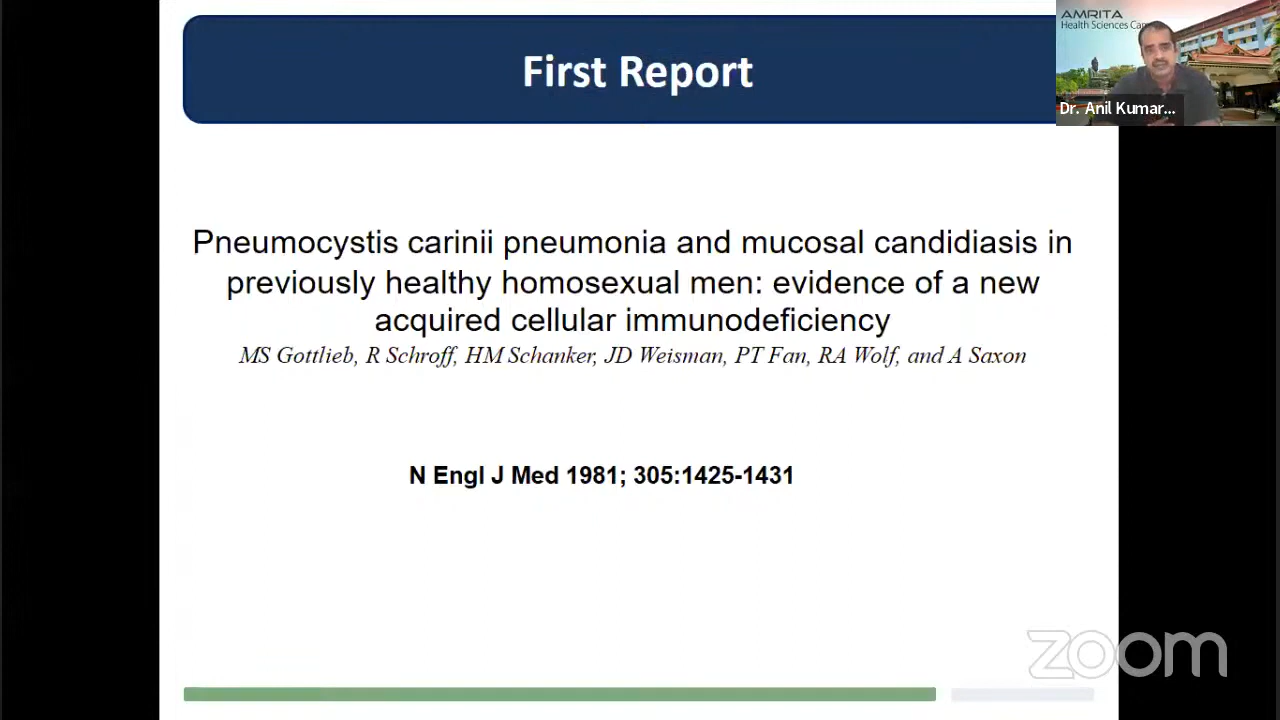 First Report
AMRITA
Health Sciences Cam
Dr. Anil Kumar...
Pneumocystis carinii pneumonia and mucosal candidiasis in
previously healthy homosexual men: evidence of a new
acquired cellular immunodeficiency
MS Gottlieb, R Schroff, HM Schanker, JD Weisman, PT Fan, RA Wolf, and A Saxon
N Engl J Med 1981; 305:1425-1431
zoom